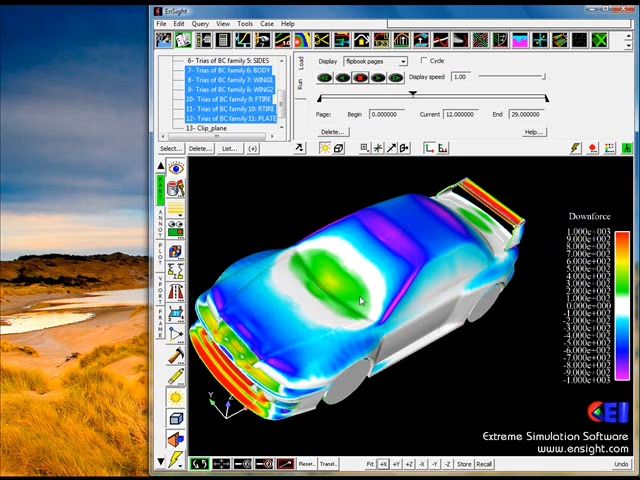 EnSight
File Edit Query View Tools Case Help
6- Trias of BC family 5: SIDES
7- Trias of BC family 6: BODY
8- Trias of BC family 7: WING1
9- Trias of BC family 8: WING2
10- Trias of BC family 9: FTIRE
11- Trias of BC family 10: RTIRE
12- Trias of BC family 11: PLATE
13- Clip_plane
Select... Delete... List... (+)
Load
Run
Display flipbook pages Cycle
Display speed 1.00
Page: Begin 0.000000 Current 12.000000 End 29.000000
Delete... Help...
PART
ANNOT
PLOT
VPORT
FRAME
Downforce
1.000e+003
9.000e+002
8.000e+002
7.000e+002
6.000e+002
5.000e+002
4.000e+002
3.000e+002
2.000e+002
1.000e+002
0.000e+000
-1.000e+002
-2.000e+002
-3.000e+002
-4.000e+002
-5.000e+002
-6.000e+002
-7.000e+002
-8.000e+002
-9.000e+002
-1.000e+003
Y Z
X
CEI
Extreme Simulation Software
www.ensight.com
Reset... Transf... Fit +X +Y +Z -X -Y -Z Store Recall Undo